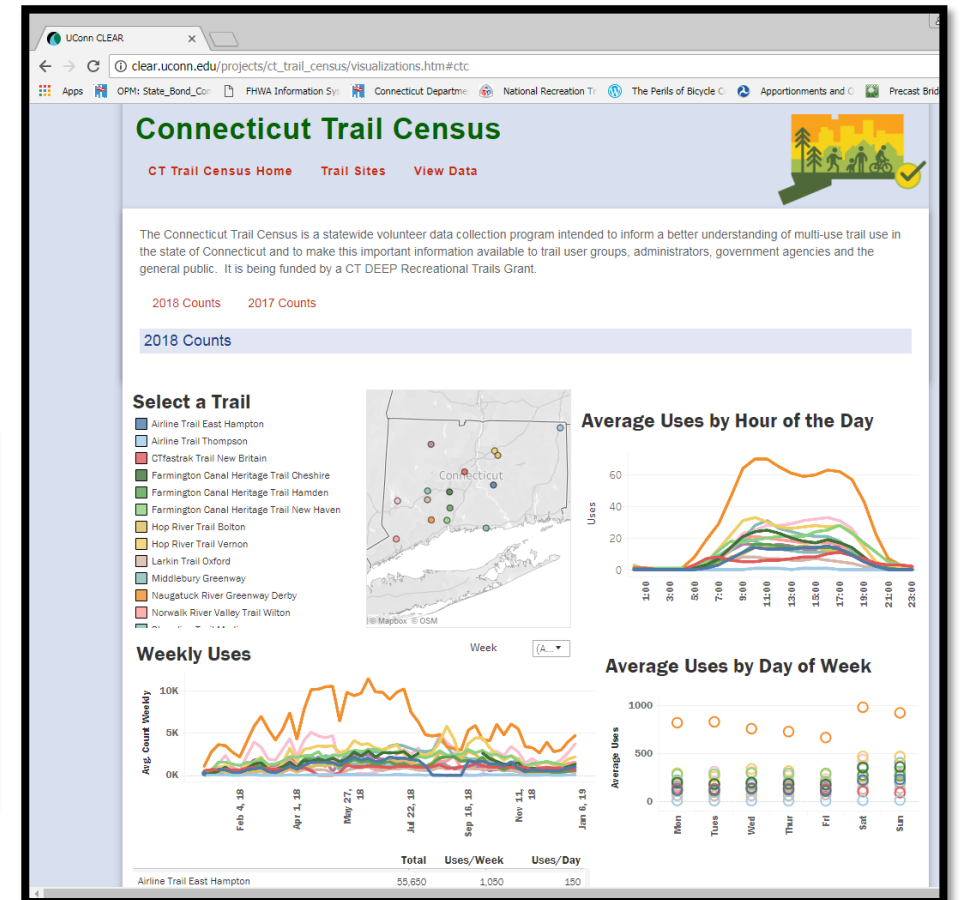 UConn CLEAR
clear.uconn.edu/projects/ct_trail_census/visualizations.htm#ctc
Apps OPM: State_Bond_Co FHWA Information Sy Connecticut Departme National Recreation T The Perils of Bicycle C Apportionments and Precast Brid
Connecticut Trail Census
CT Trail Census Home Trail Sites View Data
The Connecticut Trail Census is a statewide volunteer data collection program intended to inform a better understanding of multi-use trail use in
the state of Connecticut and to make this important information available to trail user groups, administrators, government agencies and the
general public. It is being funded by a CT DEEP Recreational Trails Grant.
2018 Counts 2017 Counts
2018 Counts
Select a Trail
Airline Trail East Hampton
Airline Trail Thompson
CTfastrak Trail New Britain
Farmington Canal Heritage Trail Cheshire
Farmington Canal Heritage Trail Hamden
Farmington Canal Heritage Trail New Haven
Hop River Trail Bolton
Hop River Trail Vernon
Larkin Trail Oxford
Middlebury Greenway
Naugatuck River Greenway Derby
Norwalk River Valley Trail Wilton
Connecticut
© Mapbox © OSM
Average Uses by Hour of the Day
Uses
60
40
20
0
1:00 3:00 5:00 7:00 9:00 11:00 13:00 15:00 17:00 19:00 21:00 23:00
Weekly Uses
Week (A...
Avg. Count Weekly
10K
5K
0K
Feb 4, 18 Apr 1, 18 May 27, 18 Jul 22, 18 Sep 16, 18 Nov 11, 18 Jan 6, 19
Average Uses by Day of Week
Average Uses
1000
500
0
Mon Tues Wed Thur Fri Sat Sun
Total Uses/Week Uses/Day
Airline Trail East Hampton 55,650 1,050 150